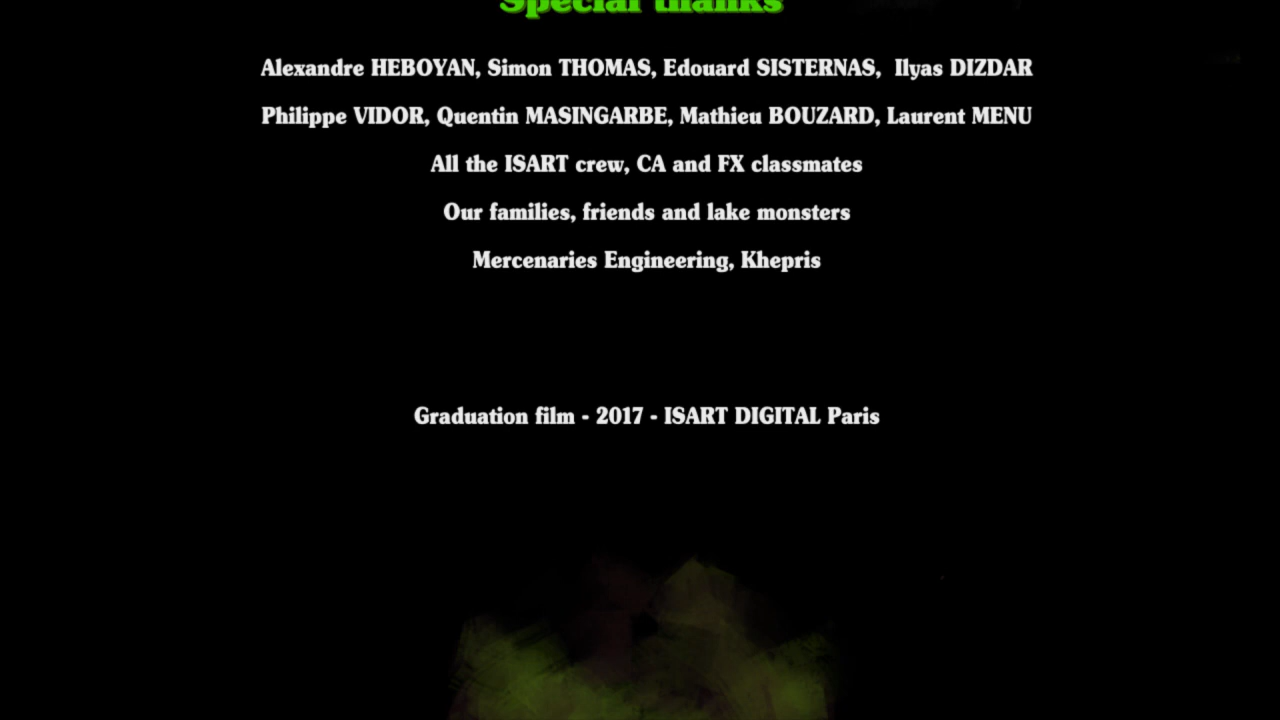 Special thanks
Alexandre HEBOYAN, Simon THOMAS, Edouard SISTERNAS,  Ilyas DIZDAR
Philippe VIDOR, Quentin MASINGARBE, Mathieu BOUZARD, Laurent MENU
All the ISART crew, CA and FX classmates
Our families, friends and lake monsters
Mercenaries Engineering, Khepris
Graduation film - 2017 - ISART DIGITAL Paris